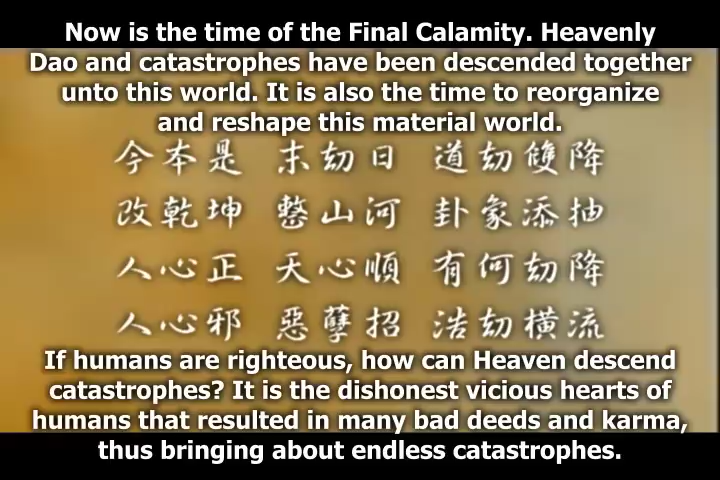 Now is the time of the Final Calamity. Heavenly
Dao and catastrophes have been descended together
unto this world. It is also the time to reorganize
and reshape this material world.
今本是 末劫日 道劫雙降
改乾坤 整山河 卦象添抽
人心正 天心順 有何劫降
人心邪 惡孽招 浩劫橫流
If humans are righteous, how can Heaven descend
catastrophes? It is the dishonest vicious hearts of
humans that resulted in many bad deeds and karma,
thus bringing about endless catastrophes.